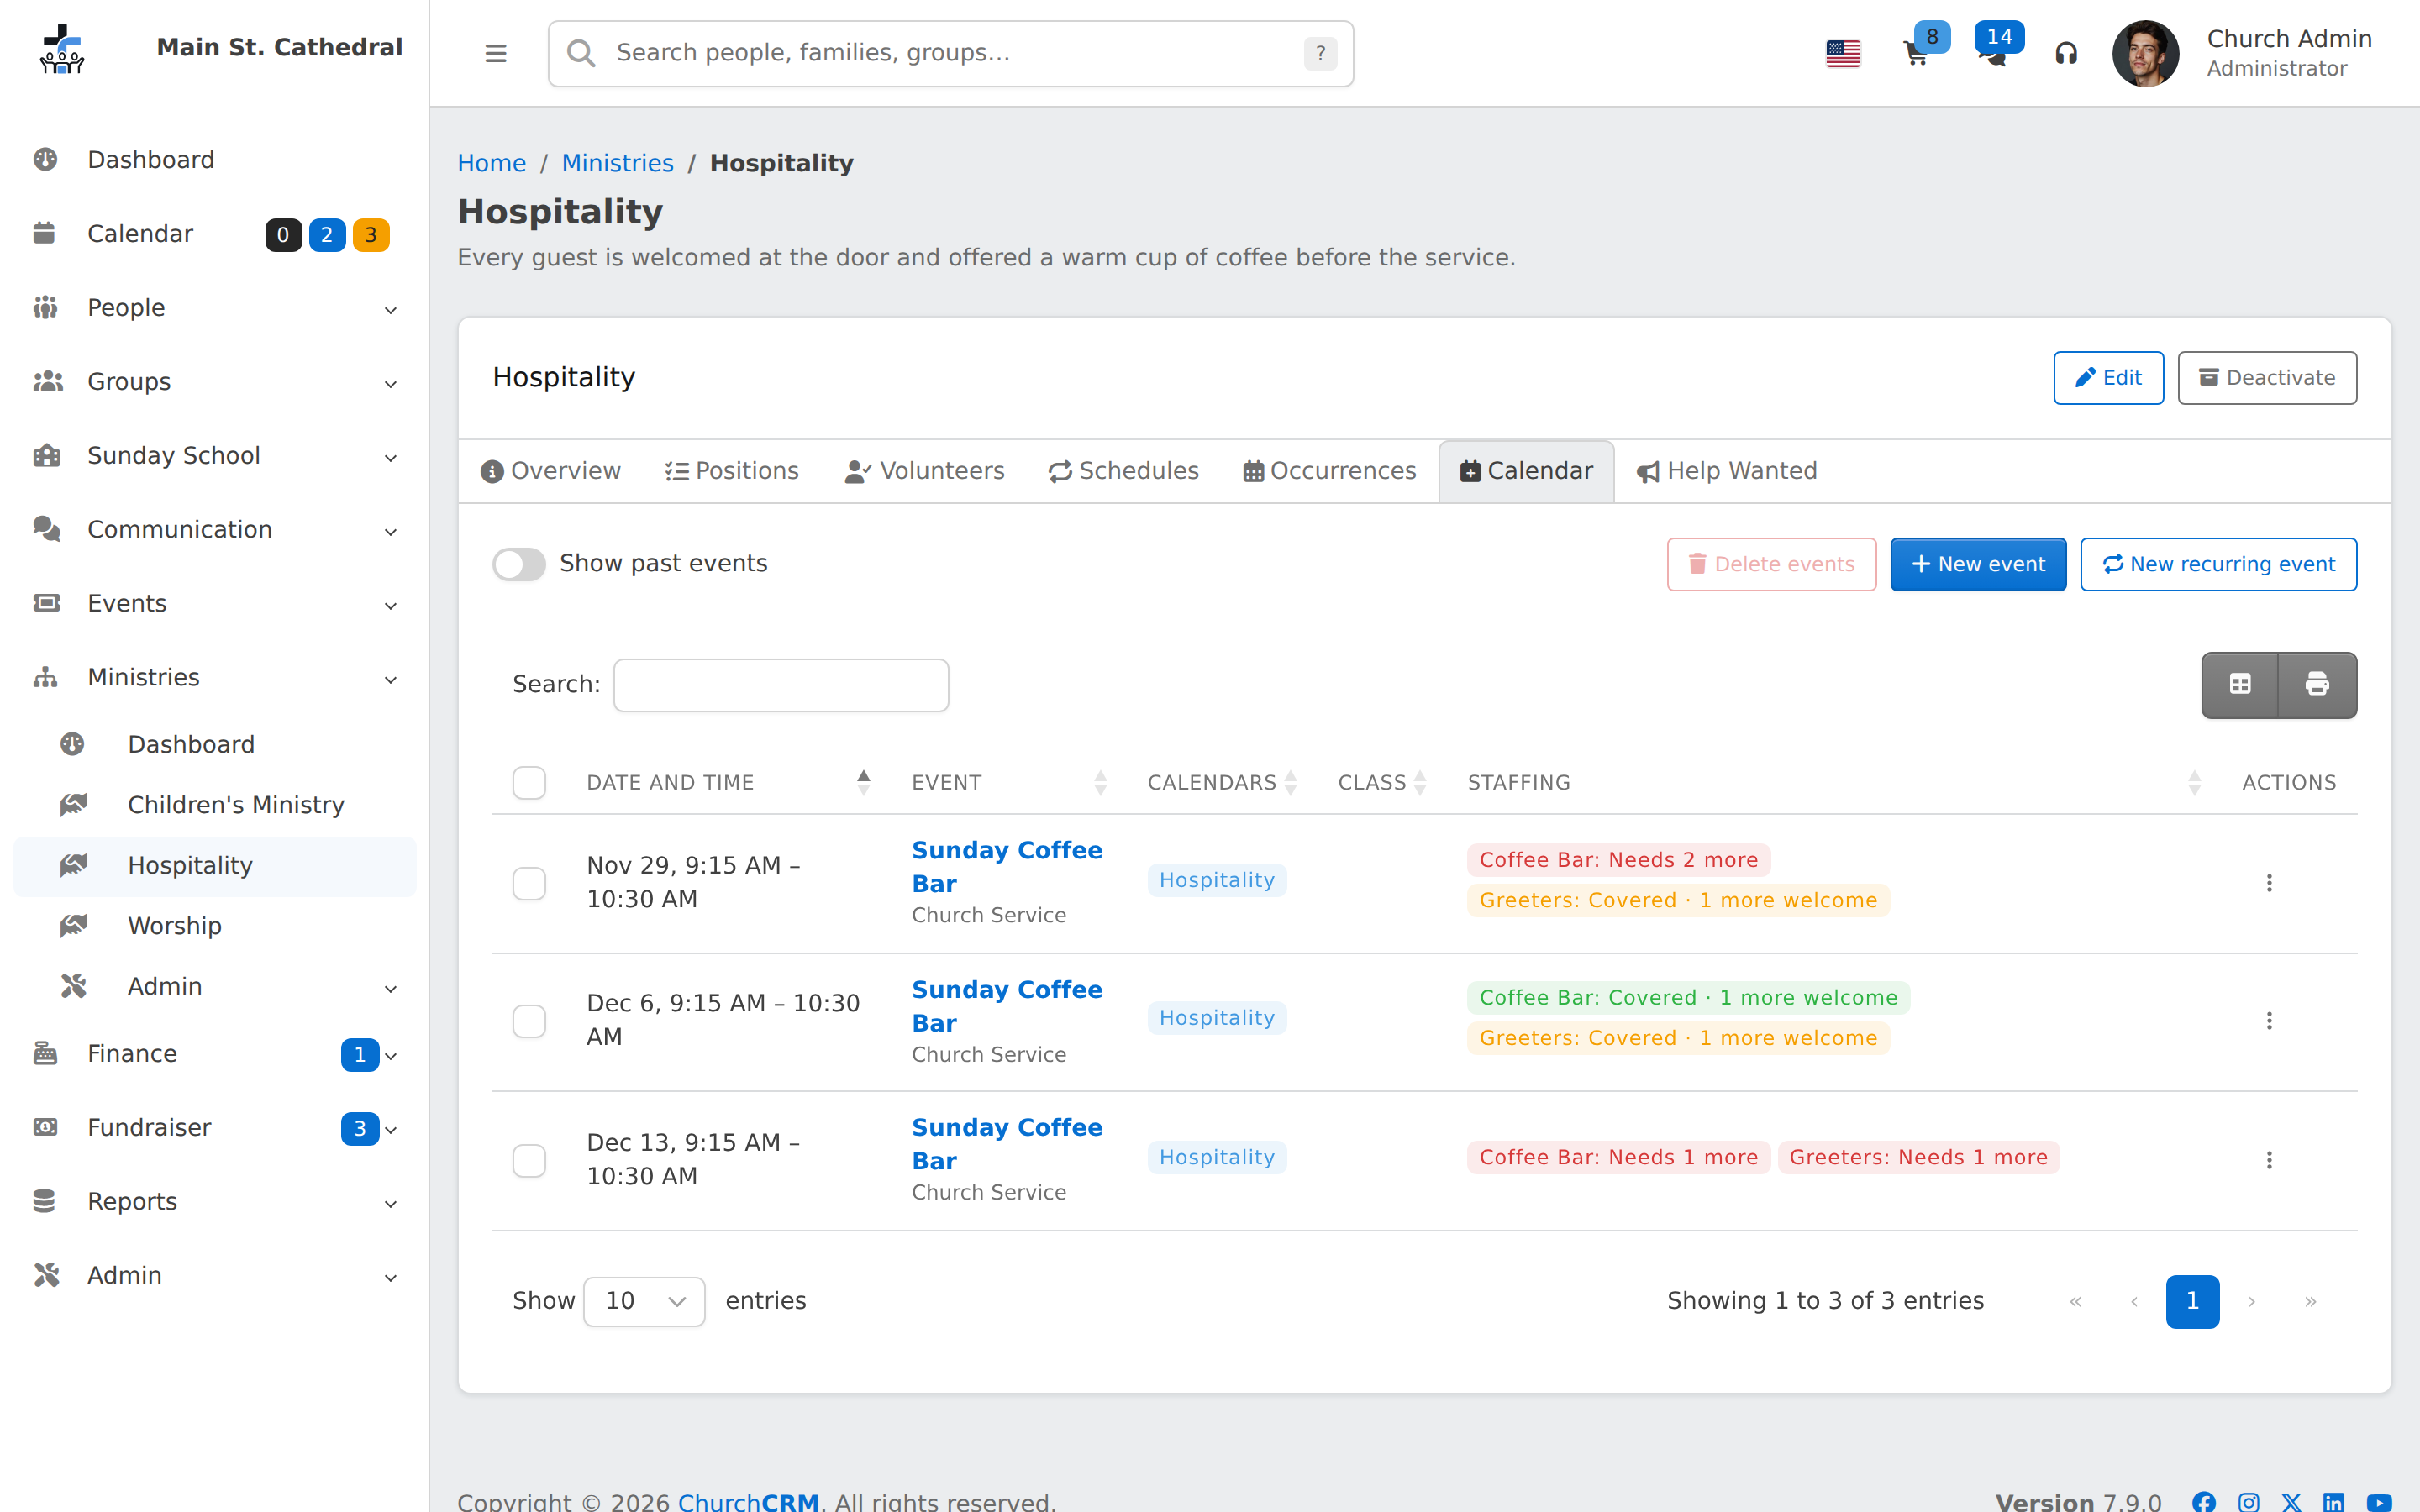 Main St. Cathedral
Search people, families, groups...
?
8
14
Church Admin
Administrator
Dashboard
Calendar
0
2
3
People
Groups
Sunday School
Communication
Events
Ministries
Dashboard
Children's Ministry
Hospitality
Worship
Admin
Finance
1
Fundraiser
3
Reports
Admin
Home / Ministries / Hospitality
Hospitality
Every guest is welcomed at the door and offered a warm cup of coffee before the service.
Hospitality
Edit
Deactivate
Overview
Positions
Volunteers
Schedules
Occurrences
Calendar
Help Wanted
Show past events
Delete events
New event
New recurring event
Search:
DATE AND TIME
EVENT
CALENDARS
CLASS
STAFFING
ACTIONS
Nov 29, 9:15 AM –
10:30 AM
Sunday Coffee
Bar
Church Service
Hospitality
Coffee Bar: Needs 2 more
Greeters: Covered · 1 more welcome
Dec 6, 9:15 AM – 10:30
AM
Sunday Coffee
Bar
Church Service
Hospitality
Coffee Bar: Covered · 1 more welcome
Greeters: Covered · 1 more welcome
Dec 13, 9:15 AM –
10:30 AM
Sunday Coffee
Bar
Church Service
Hospitality
Coffee Bar: Needs 1 more
Greeters: Needs 1 more
Show 10 entries
Showing 1 to 3 of 3 entries
« ‹ 1 › »
Copyright © 2026 ChurchCRM. All rights reserved.
Version 7.9.0